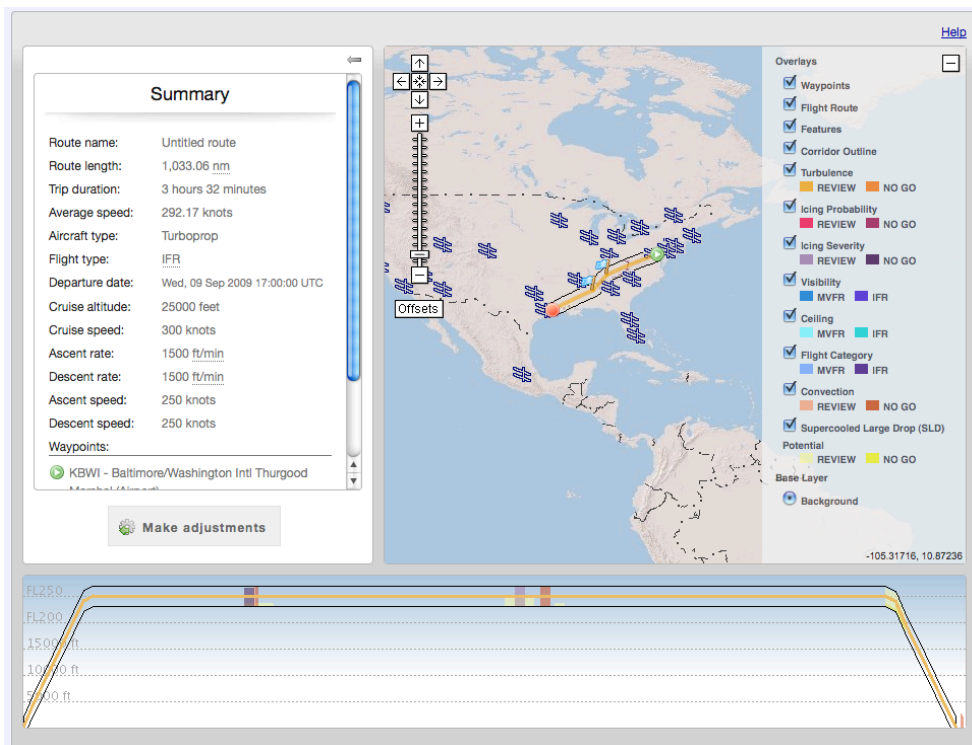 Help
Summary
Route name: Untitled route
Route length: 1,033.06 nm
Trip duration: 3 hours 32 minutes
Average speed: 292.17 knots
Aircraft type: Turboprop
Flight type: IFR
Departure date: Wed, 09 Sep 2009 17:00:00 UTC
Cruise altitude: 25000 feet
Cruise speed: 300 knots
Ascent rate: 1500 ft/min
Descent rate: 1500 ft/min
Ascent speed: 250 knots
Descent speed: 250 knots
Waypoints:
KBWI - Baltimore/Washington Intl Thurgood
Make adjustments
Offsets
Overlays
Waypoints
Flight Route
Features
Corridor Outline
Turbulence
REVIEW NO GO
Icing Probability
REVIEW NO GO
Icing Severity
REVIEW NO GO
Visibility
MVFR IFR
Ceiling
MVFR IFR
Flight Category
MVFR IFR
Convection
REVIEW NO GO
Supercooled Large Drop (SLD)
Potential
REVIEW NO GO
Base Layer
Background
-105.31716, 10.87236
FL250
FL200
15000 ft
10000 ft
5000 ft